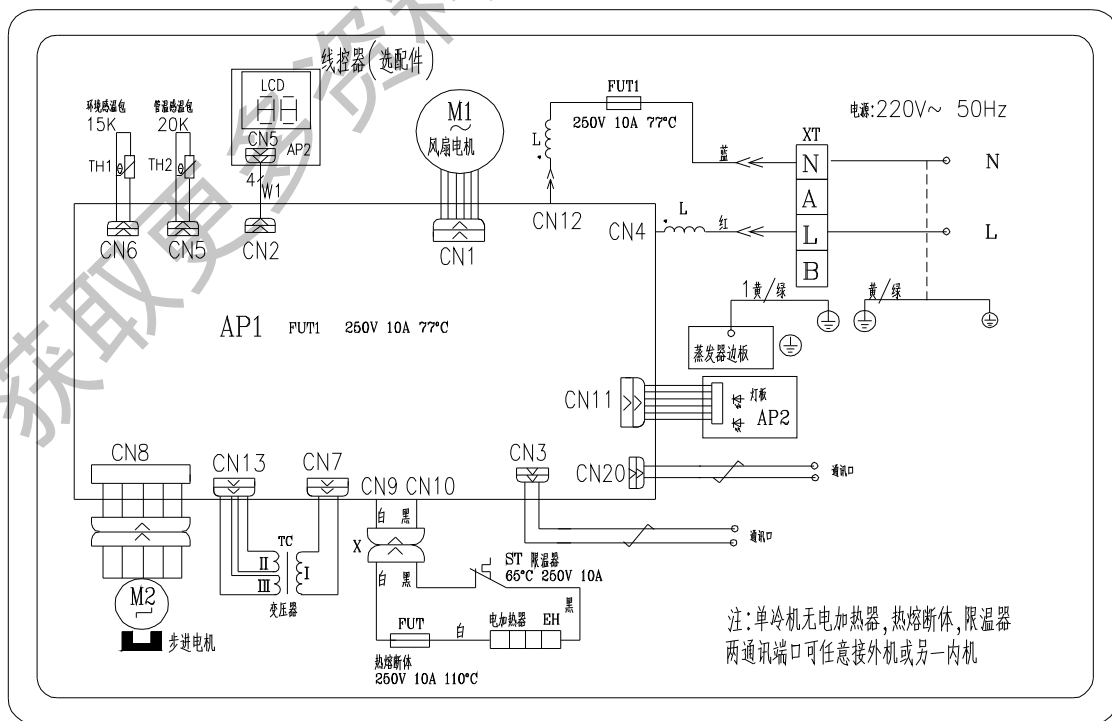 获取更多资料
线控器(选配件)
LCD
CN5
AP2
4
W1
环境感温包
15K
TH1
管温感温包
20K
TH2
M1
~
风扇电机
FUT1
250V 10A 77℃
L
蓝
电源:220V~ 50Hz
XT
N
A
L
B
N
L
L
红
CN6
CN5
CN2
CN1
CN12
CN4
1黄/绿
黄/绿
蒸发器边板
AP1
FUT1
250V 10A 77℃
CN11
灯板
AP2
CN8
CN13
CN7
CN9
CN10
CN3
CN20
通讯口
通讯口
白
黑
X
白
黑
TC
II
III
I
变压器
M2
步进电机
ST 限温器
65℃ 250V 10A
黑
FUT
白
电加热器
EH
热熔断体
250V 10A 110℃
注:单冷机无电加热器,热熔断体,限温器
两通讯端口可任意接外机或另一内机